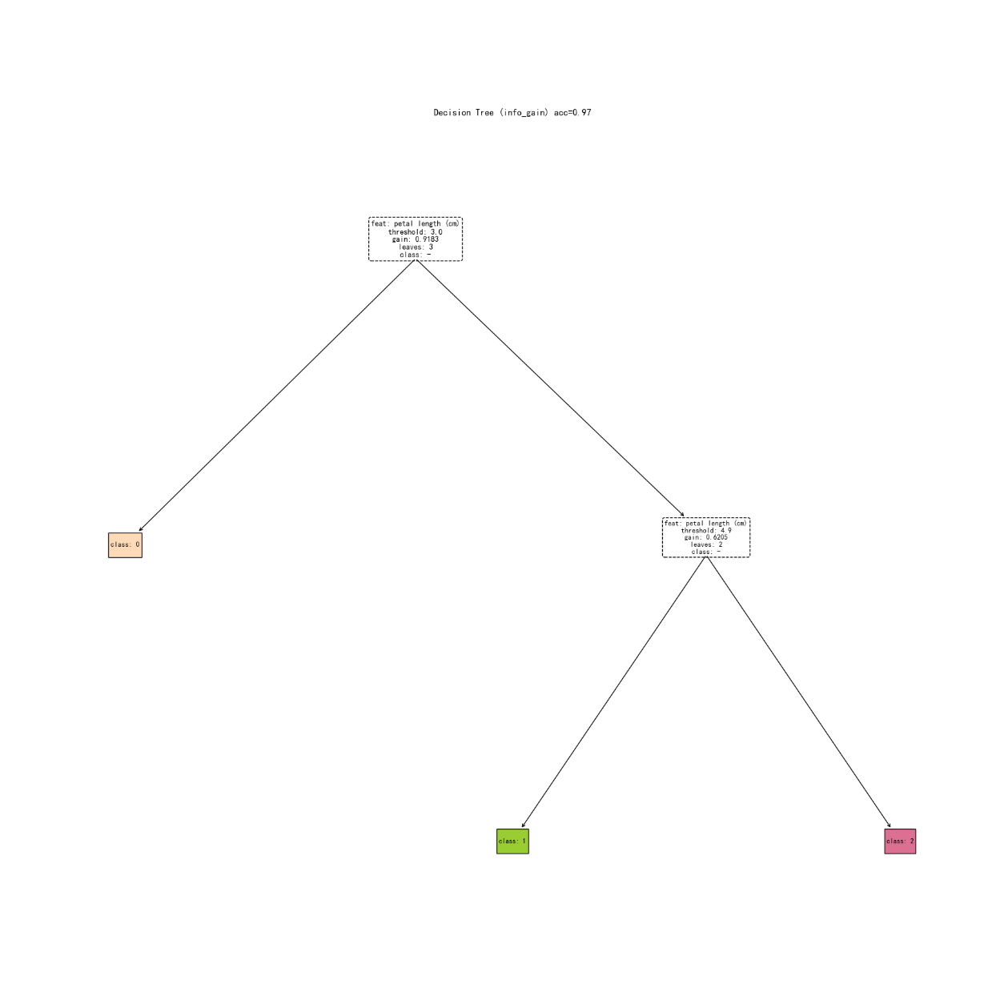 Decision Tree (info_gain) acc=0.97
feat: petal length (cm)
threshold: 3.0
gain: 0.9183
leaves: 3
class: -
class: 0
feat: petal length (cm)
threshold: 4.9
gain: 0.6205
leaves: 2
class: -
class: 1
class: 2